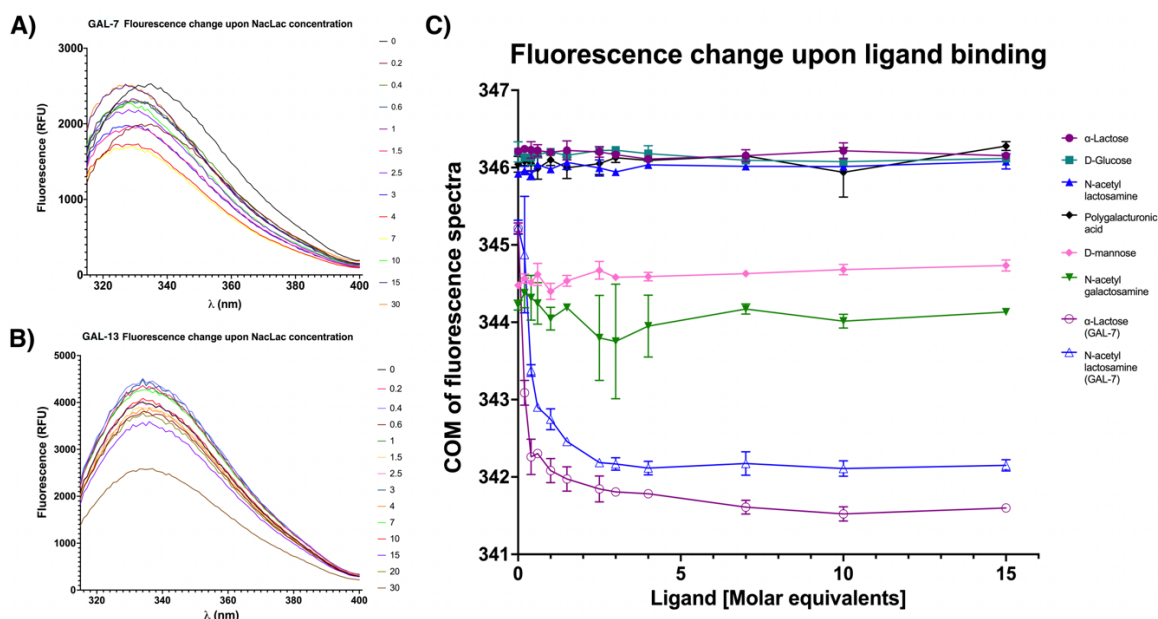 A)
GAL-7 Flourescence change upon NacLac concentration
Fluorescence (RFU)
3000
2000
1000
0
320
340
360
380
400
λ (nm)
0
0.2
0.4
0.6
1
1.5
2.5
3
4
7
10
15
30
B)
GAL-13 Flourescence change upon NacLac concentration
Fluorescence (RFU)
5000
4000
3000
2000
1000
0
320
340
360
380
400
λ (nm)
0
0.2
0.4
0.6
1
1.5
2.5
3
4
7
10
15
20
30
C)
Fluorescence change upon ligand binding
COM of fluorescence spectra
347
346
345
344
343
342
341
0
5
10
15
Ligand [Molar equivalents]
α-Lactose
D-Glucose
N-acetyl
lactosamine
Polygalacturonic
acid
D-mannose
N-acetyl
galactosamine
α-Lactose
(GAL-7)
N-acetyl
lactosamine
(GAL-7)